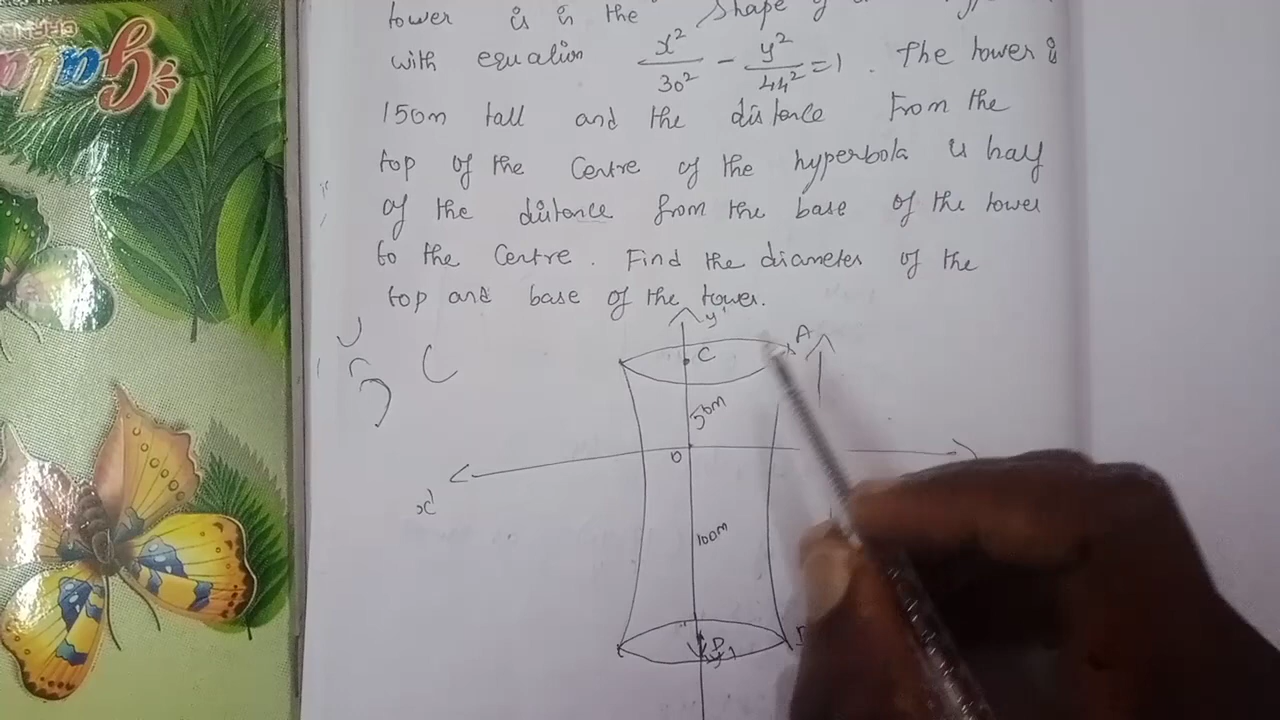 tower is in the shape of
with equation x²/30² - y²/44² = 1. The tower is
150m tall and the distance from the
top of the centre of the hyperbola is half
of the distance from the base of the tower
to the centre. Find the diameter of the
top and base of the tower.
y'
A
C
50m
O
x'
100m
y1